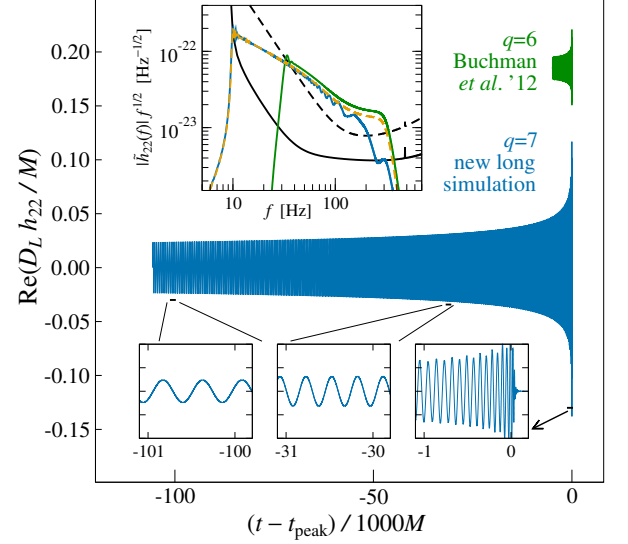 0.20
0.15
0.10
0.05
0.00
-0.05
-0.10
-0.15
Re(D_L h_22 / M)
-100
-50
0
(t − t_peak) / 1000M
|h̃_22(f)| f^1/2 [Hz^-1/2]
10^-22
10^-23
10
100
f [Hz]
q=6
Buchman
et al. '12
q=7
new long
simulation
-101
-100
-31
-30
-1
0